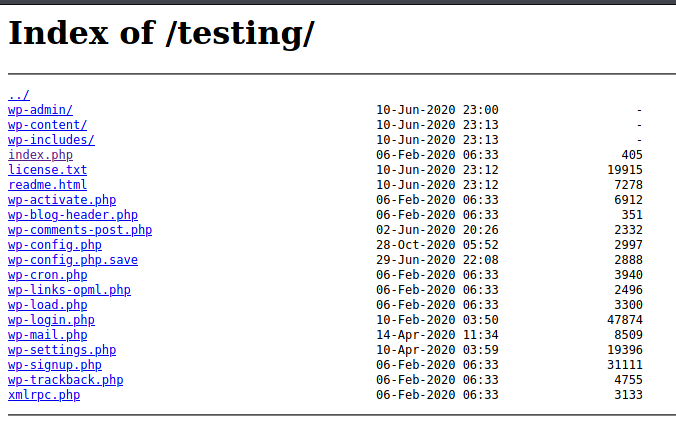 Index of /testing/
../
wp-admin/ 10-Jun-2020 23:00 -
wp-content/ 10-Jun-2020 23:13 -
wp-includes/ 10-Jun-2020 23:13 -
index.php 06-Feb-2020 06:33 405
license.txt 10-Jun-2020 23:12 19915
readme.html 10-Jun-2020 23:12 7278
wp-activate.php 06-Feb-2020 06:33 6912
wp-blog-header.php 06-Feb-2020 06:33 351
wp-comments-post.php 02-Jun-2020 20:26 2332
wp-config.php 28-Oct-2020 05:52 2997
wp-config.php.save 29-Jun-2020 22:08 2888
wp-cron.php 06-Feb-2020 06:33 3940
wp-links-opml.php 06-Feb-2020 06:33 2496
wp-load.php 06-Feb-2020 06:33 3300
wp-login.php 10-Feb-2020 03:50 47874
wp-mail.php 14-Apr-2020 11:34 8509
wp-settings.php 10-Apr-2020 03:59 19396
wp-signup.php 06-Feb-2020 06:33 31111
wp-trackback.php 06-Feb-2020 06:33 4755
xmlrpc.php 06-Feb-2020 06:33 3133